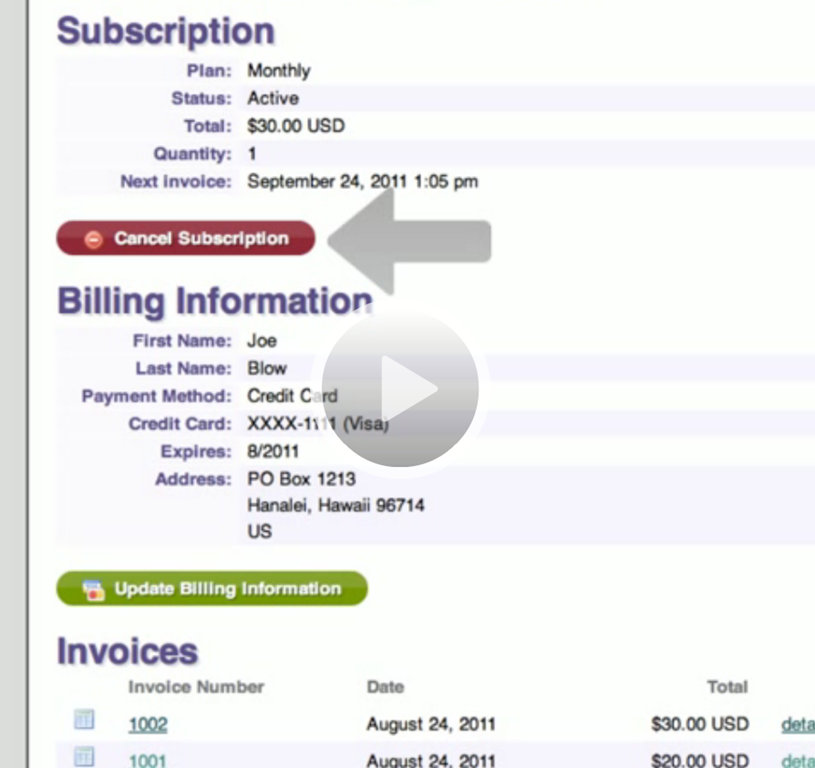 Subscription
Plan: Monthly
Status: Active
Total: $30.00 USD
Quantity: 1
Next invoice: September 24, 2011 1:05 pm
Cancel Subscription
Billing Information
First Name: Joe
Last Name: Blow
Payment Method: Credit Card
Credit Card: XXXX-1111 (Visa)
Expires: 8/2011
Address: PO Box 1213
Hanalei, Hawaii 96714
US
Update Billing Information
Invoices
Invoice Number Date Total
1002 August 24, 2011 $30.00 USD deta
1001 August 24, 2011 $20.00 USD deta